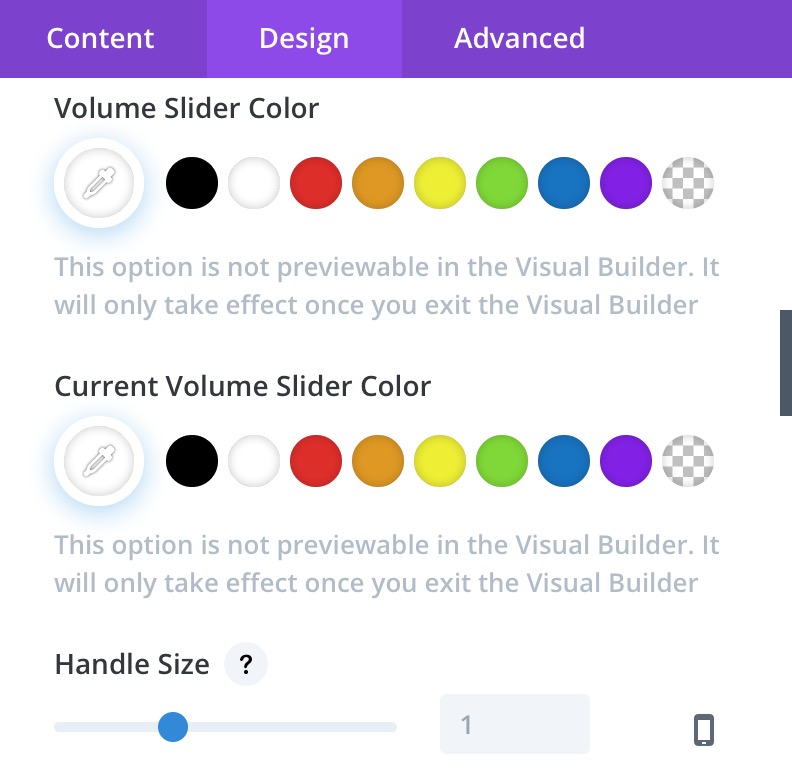 Content Design Advanced
Volume Slider Color
This option is not previewable in the Visual Builder. It
will only take effect once you exit the Visual Builder
Current Volume Slider Color
This option is not previewable in the Visual Builder. It
will only take effect once you exit the Visual Builder
Handle Size ?
1